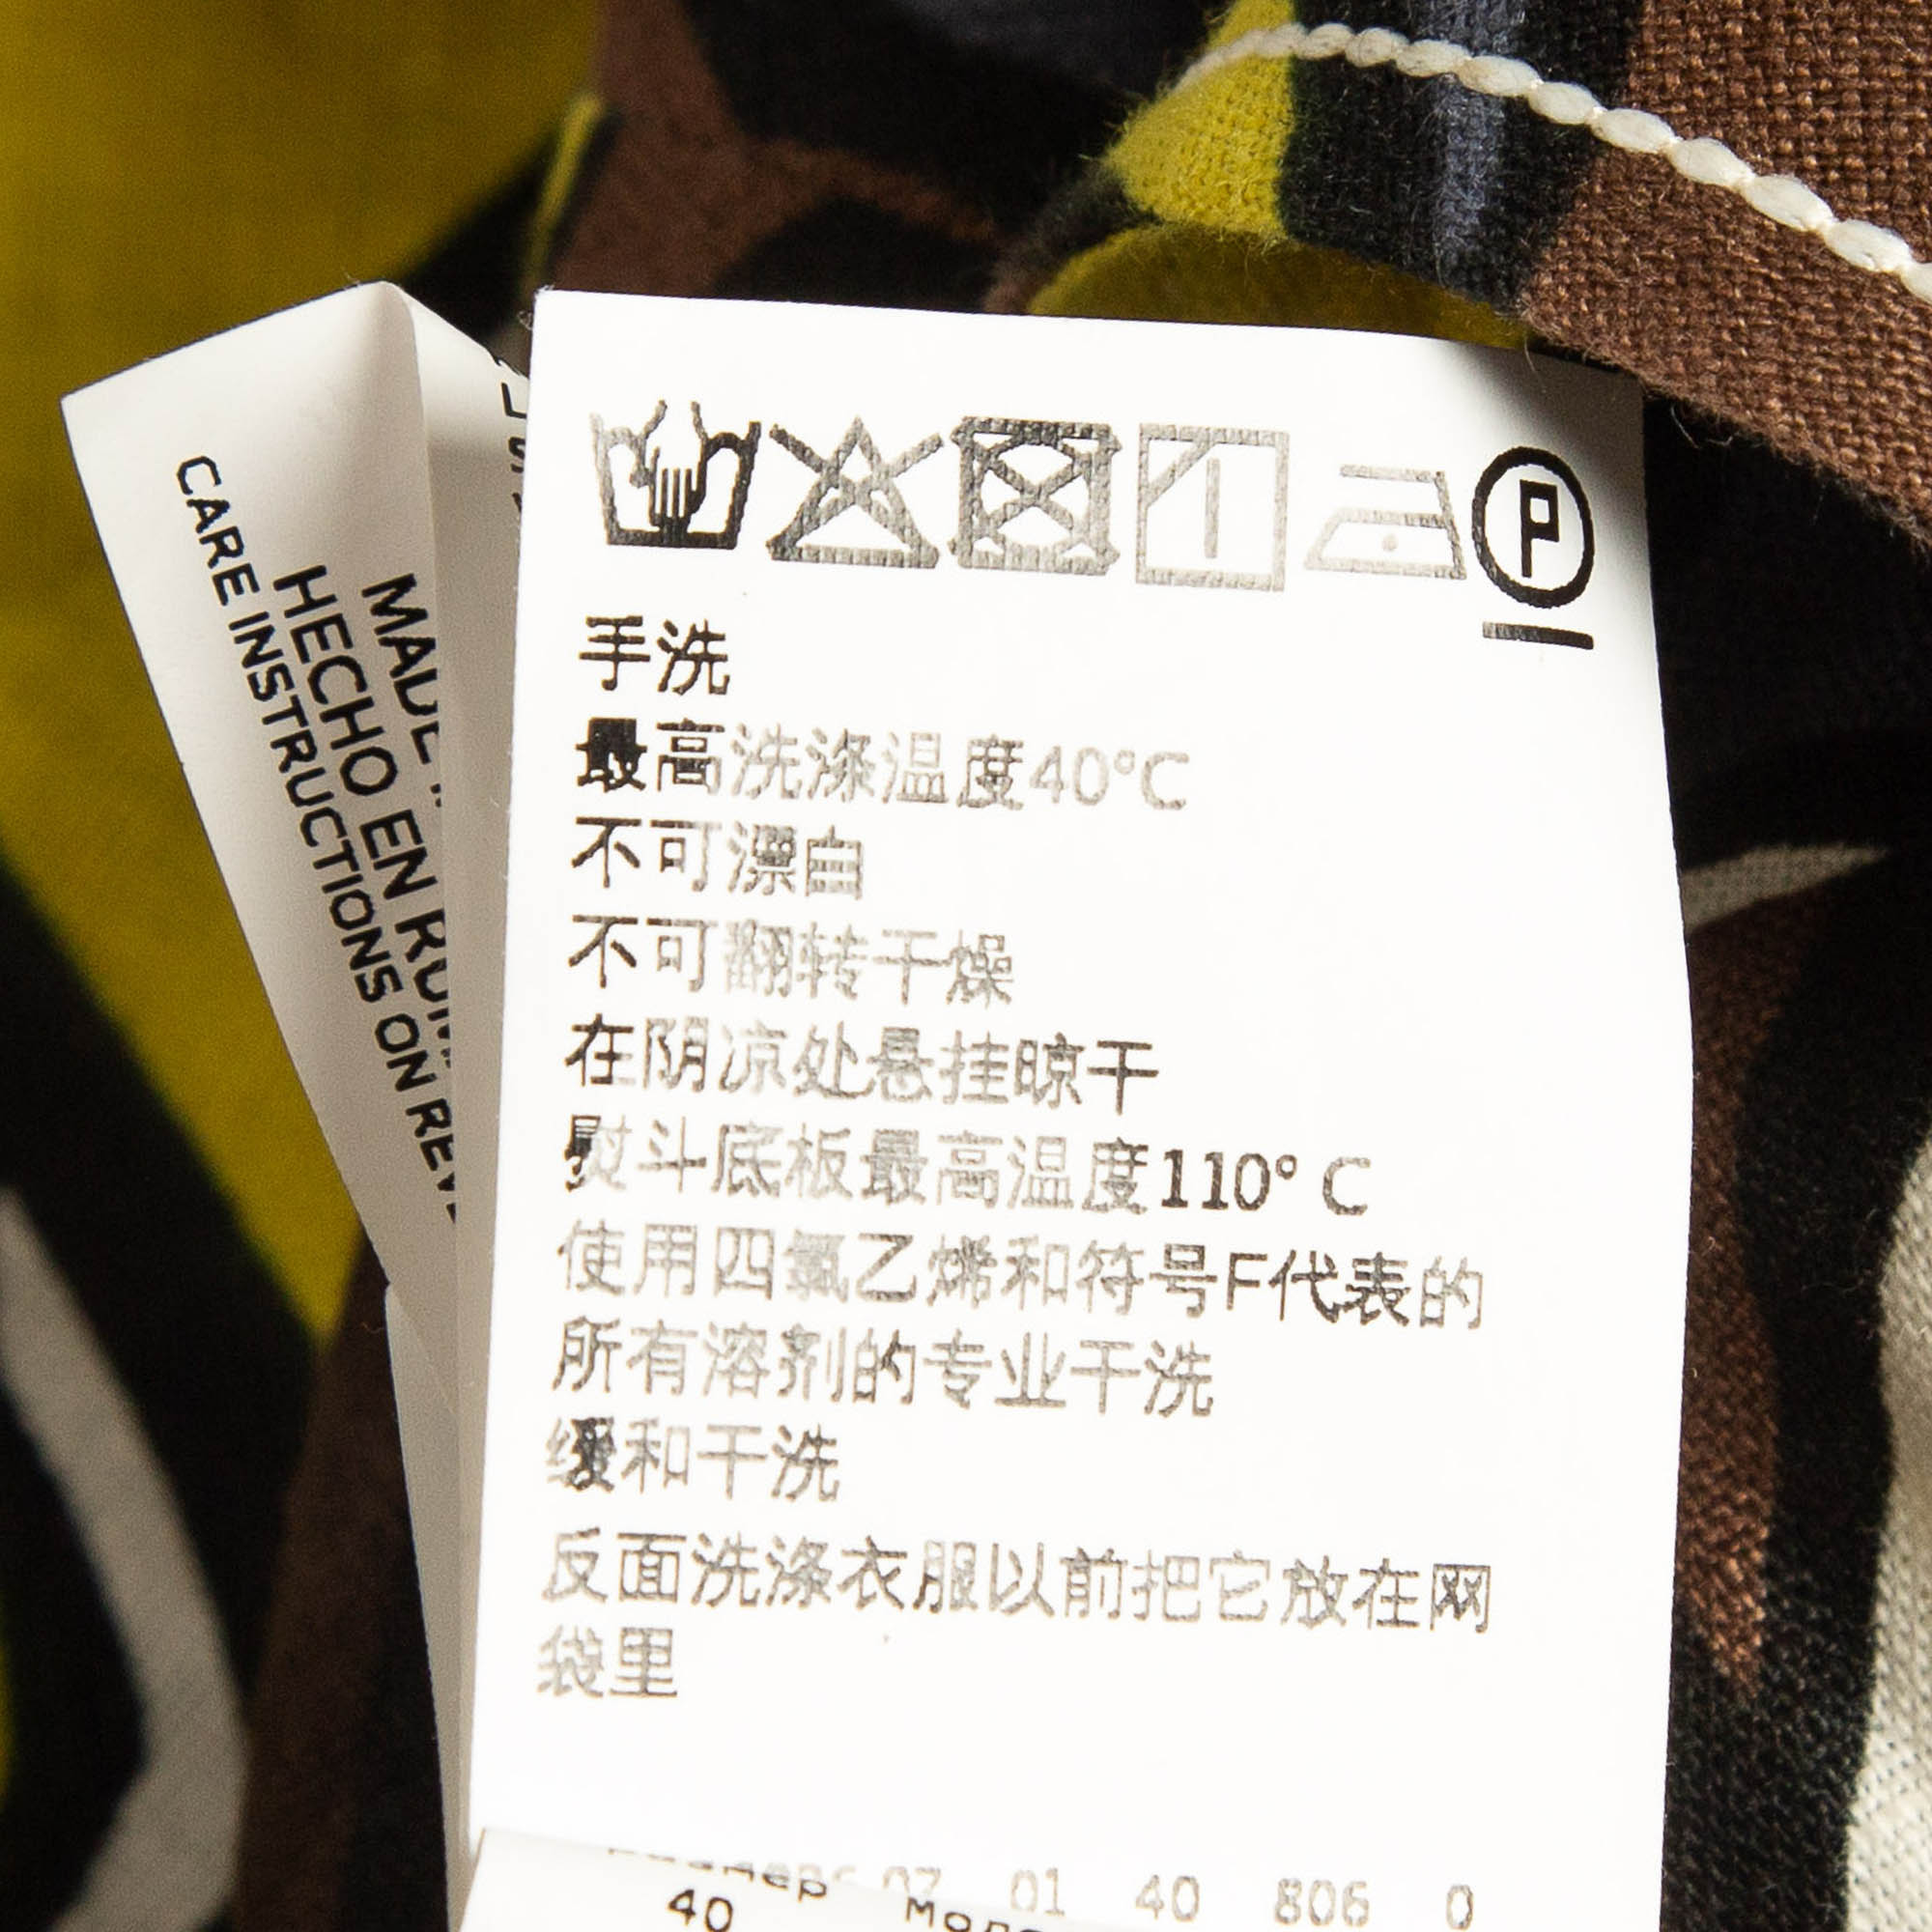 手洗
最高洗涤温度40°C
不可漂白
不可翻转干燥
在阴凉处悬挂晾干
熨斗底板最高温度110° C
使用四氯乙烯和符号F代表的
所有溶剂的专业干洗
缓和干洗
反面洗涤衣服以前把它放在网
袋里
07 01 40 806 0
40
MADE
HECHO EN
CARE INSTRUCTIONS ON
P